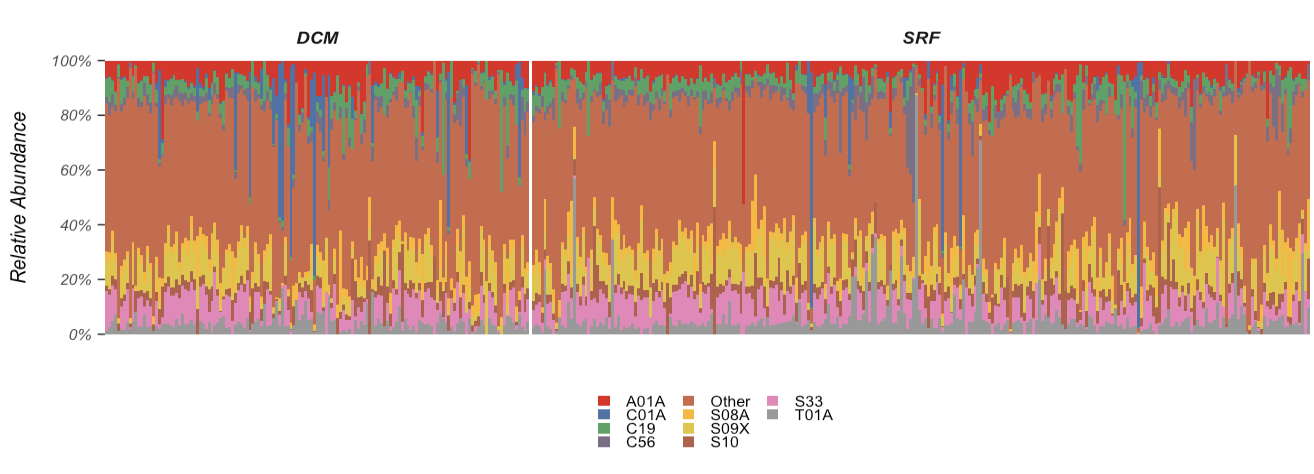 DCM SRF
100%
80%
60%
40%
20%
0%
Relative Abundance
A01A Other S33
C01A S08A T01A
C19 S09X
C56 S10